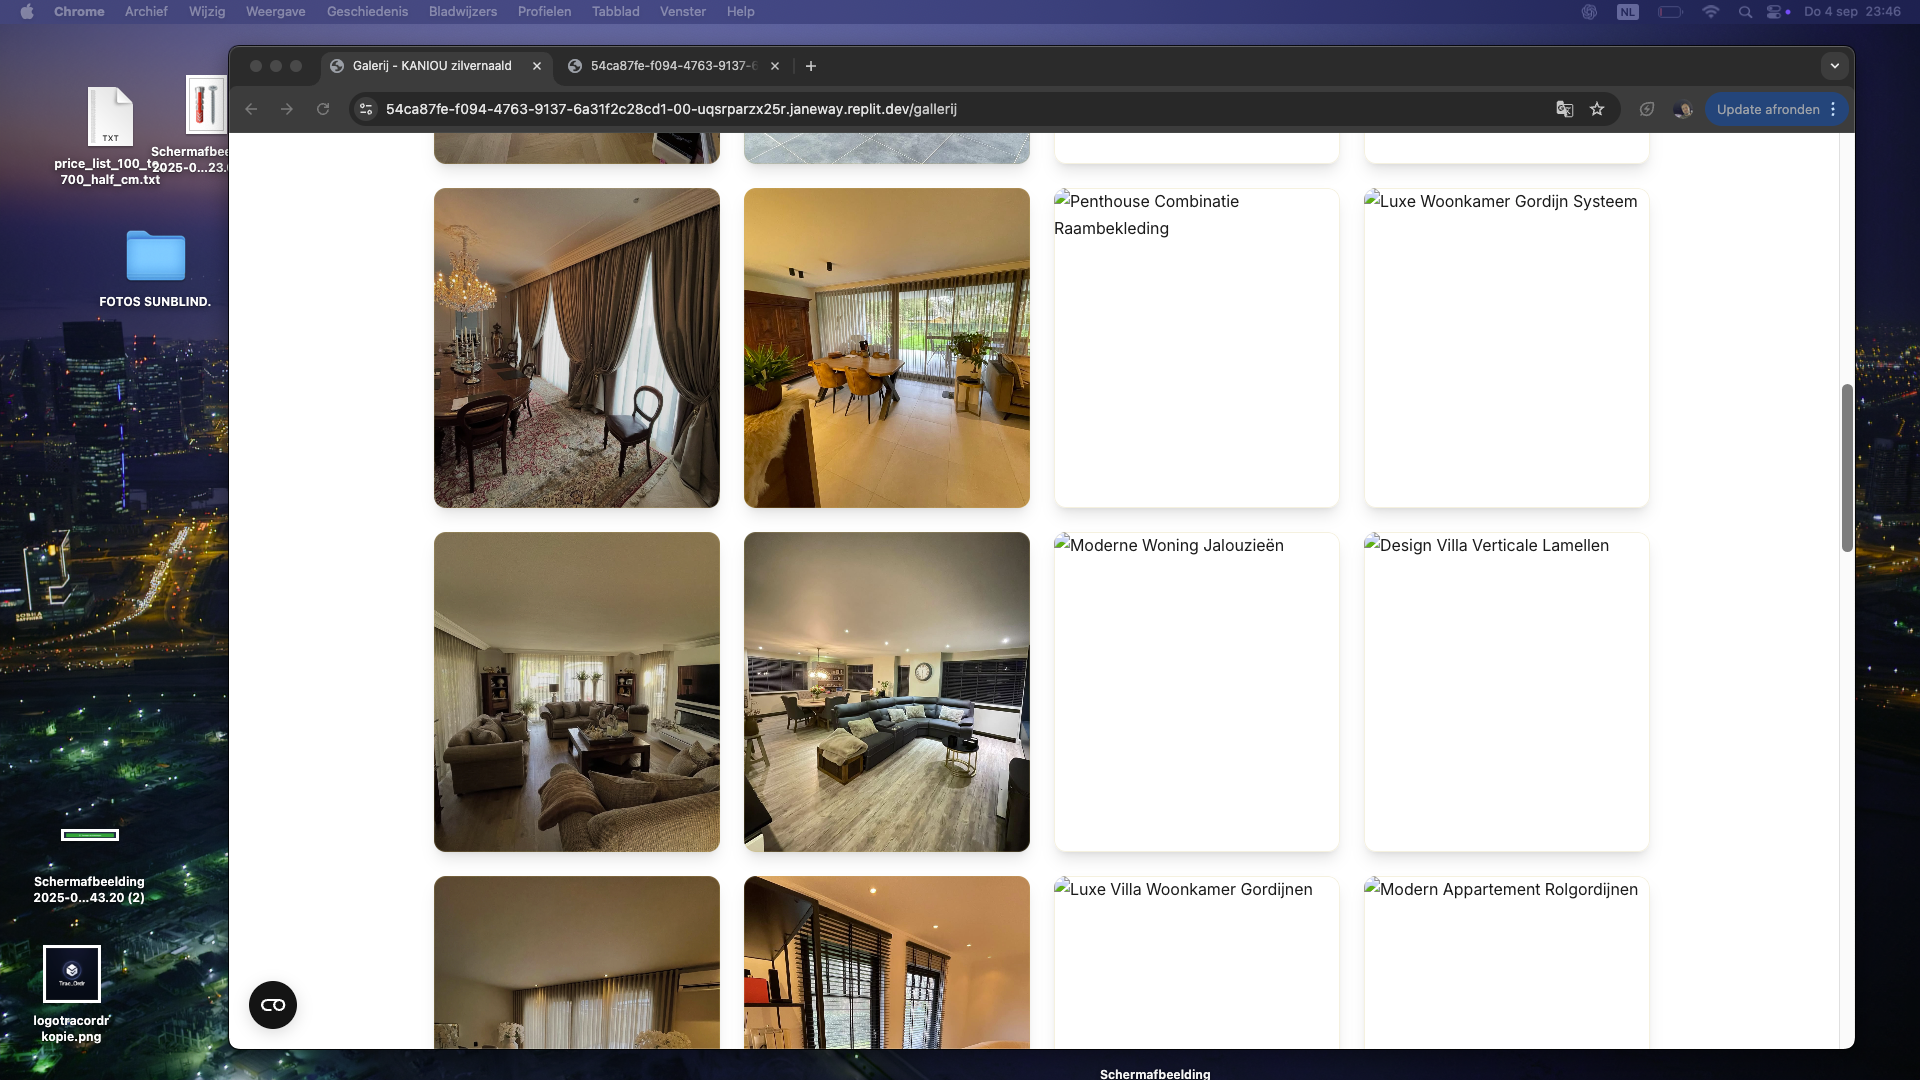 Chrome Archief Wijzig Weergave Geschiedenis Bladwijzers Profielen Tabblad Venster Help NL Do 4 sep 23:46
Galerij - KANIOU zilvernaald
54ca87fe-f094-4763-9137-6
54ca87fe-f094-4763-9137-6a31f2c28cd1-00-uqsrparzx25r.janeway.replit.dev/gallerij
Update afronden
TXT
price_list_100_to
700_half_cm.txt
Schermafbee
2025-0...23.
FOTOS SUNBLIND.
Schermafbeelding
2025-0...43.20 (2)
Tirac_Ordr
logotracordr
kopie.png
Penthouse Combinatie
Raambekleding
Luxe Woonkamer Gordijn Systeem
Moderne Woning Jalouzieën
Design Villa Verticale Lamellen
Luxe Villa Woonkamer Gordijnen
Modern Appartement Rolgordijnen
Schermafbeelding